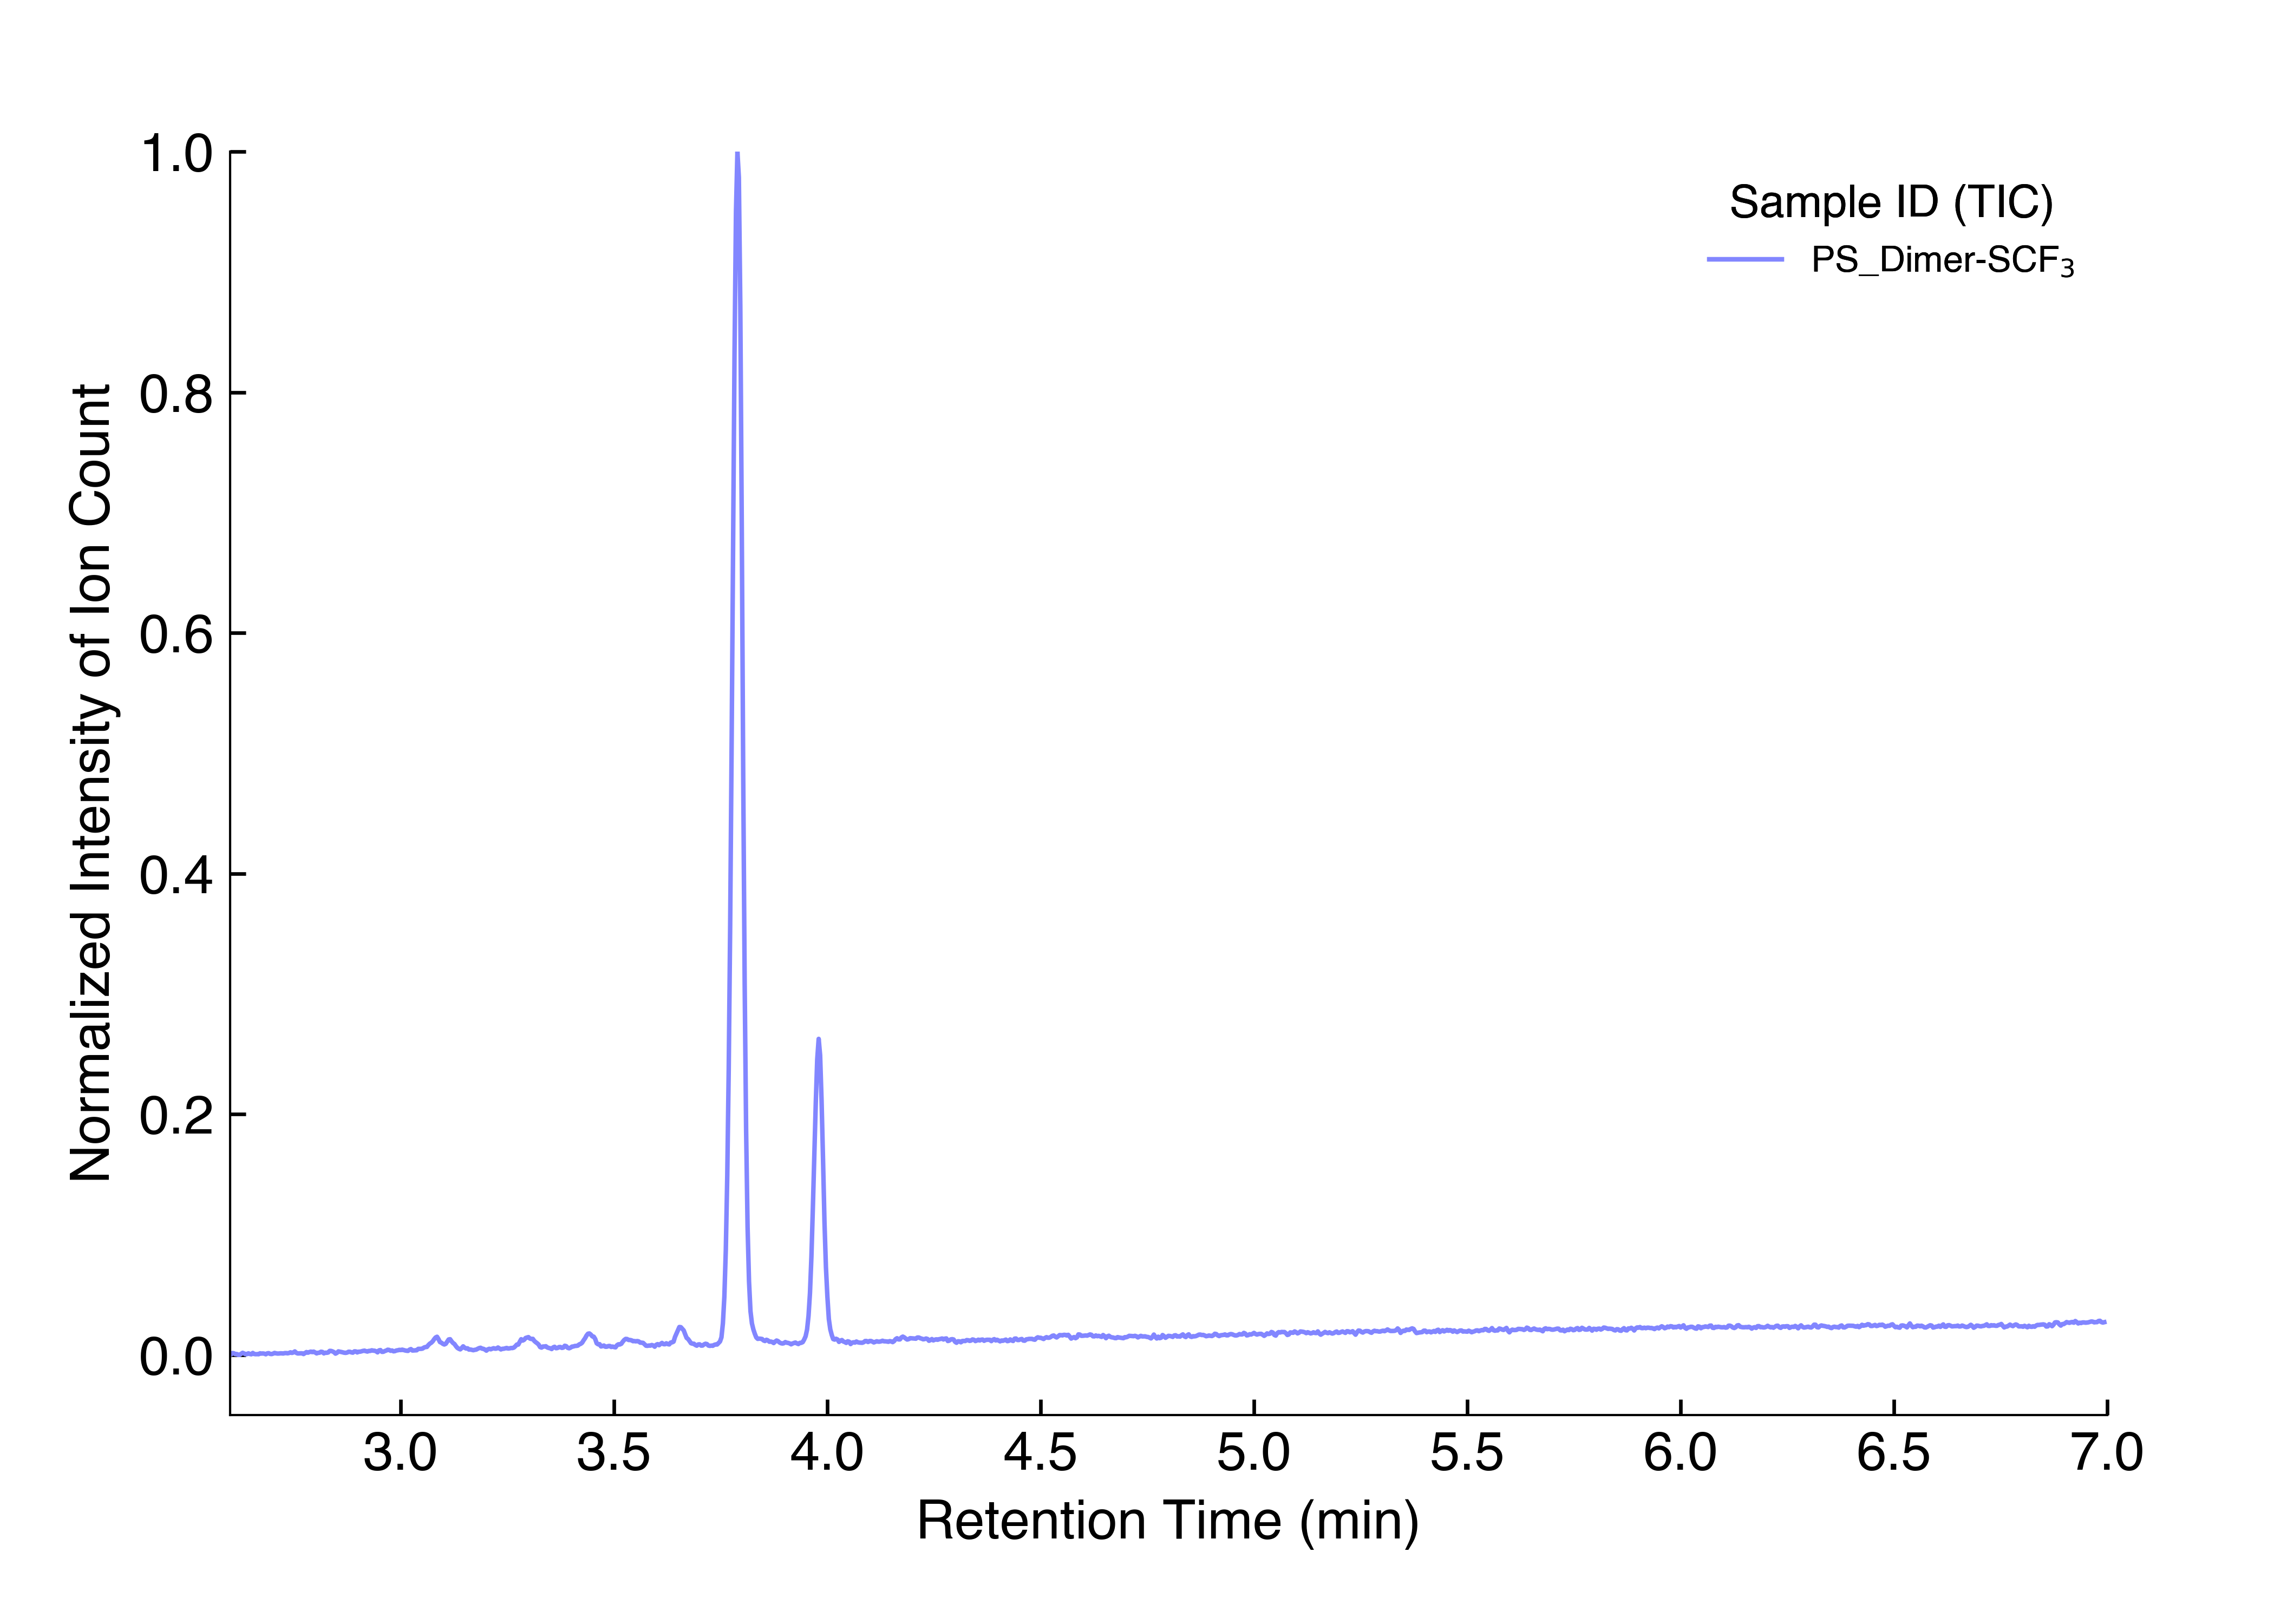 Normalized Intensity of Ion Count
1.0
0.8
0.6
0.4
0.2
0.0
Sample ID (TIC)
PS_Dimer-SCF₃
3.0 3.5 4.0 4.5 5.0 5.5 6.0 6.5 7.0
Retention Time (min)